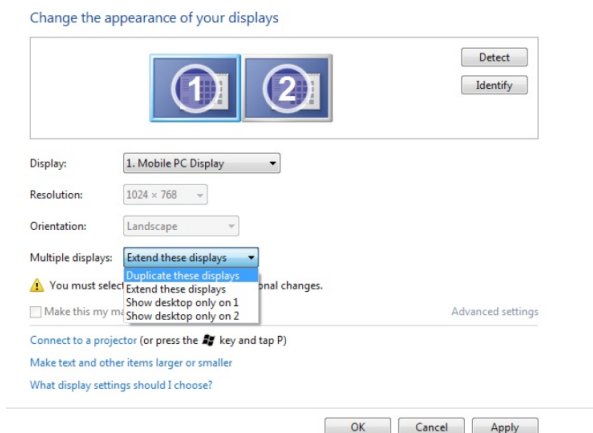 Change the appearance of your displays
1
2
Detect
Identify
Display: 1. Mobile PC Display
Resolution: 1024 × 768
Orientation: Landscape
Multiple displays: Extend these displays
Duplicate these displays
Extend these displays
Show desktop only on 1
Show desktop only on 2
You must select onal changes.
Make this my ma
Advanced settings
Connect to a projector (or press the key and tap P)
Make text and other items larger or smaller
What display settings should I choose?
OK Cancel Apply